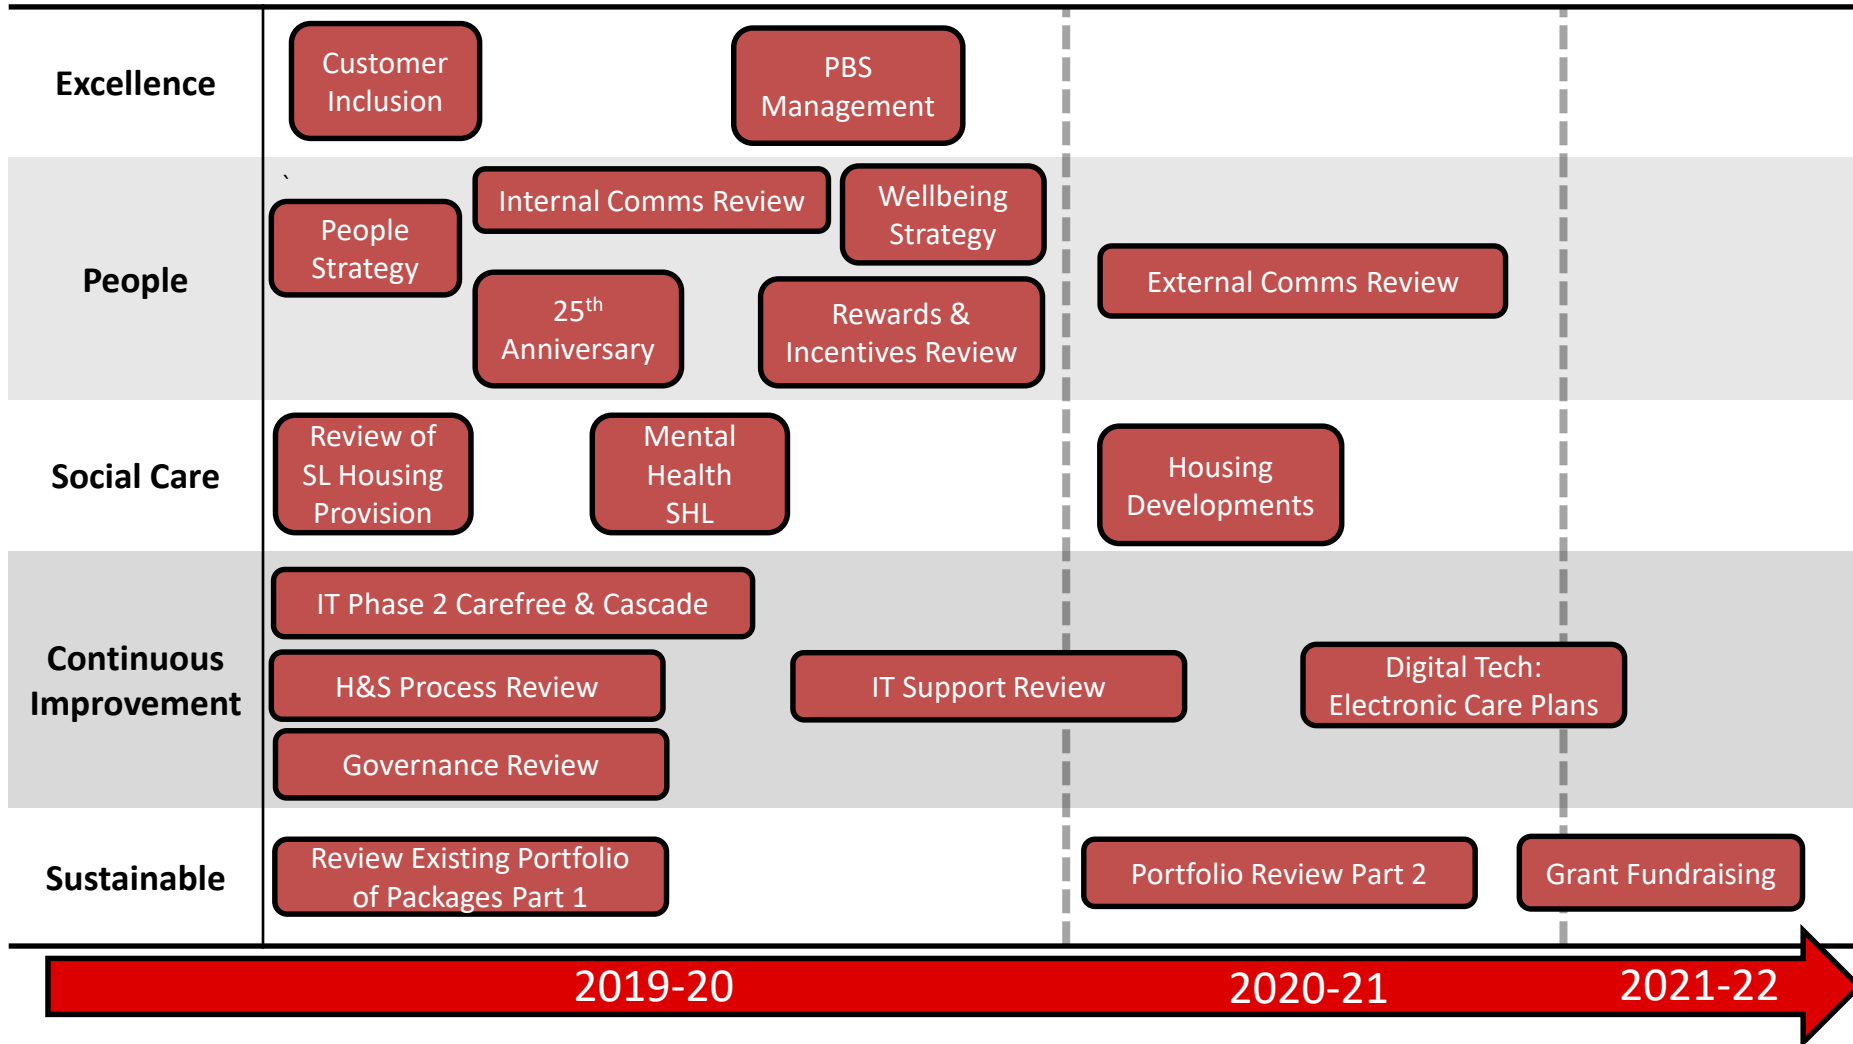 Excellence
Customer
Inclusion
PBS
Management
People
`
People
Strategy
Internal Comms Review
Wellbeing
Strategy
25th
Anniversary
Rewards &
Incentives Review
External Comms Review
Social Care
Review of
SL Housing
Provision
Mental
Health
SHL
Housing
Developments
Continuous
Improvement
IT Phase 2 Carefree & Cascade
H&S Process Review
Governance Review
IT Support Review
Digital Tech:
Electronic Care Plans
Sustainable
Review Existing Portfolio
of Packages Part 1
Portfolio Review Part 2
Grant Fundraising
2019-20
2020-21
2021-22